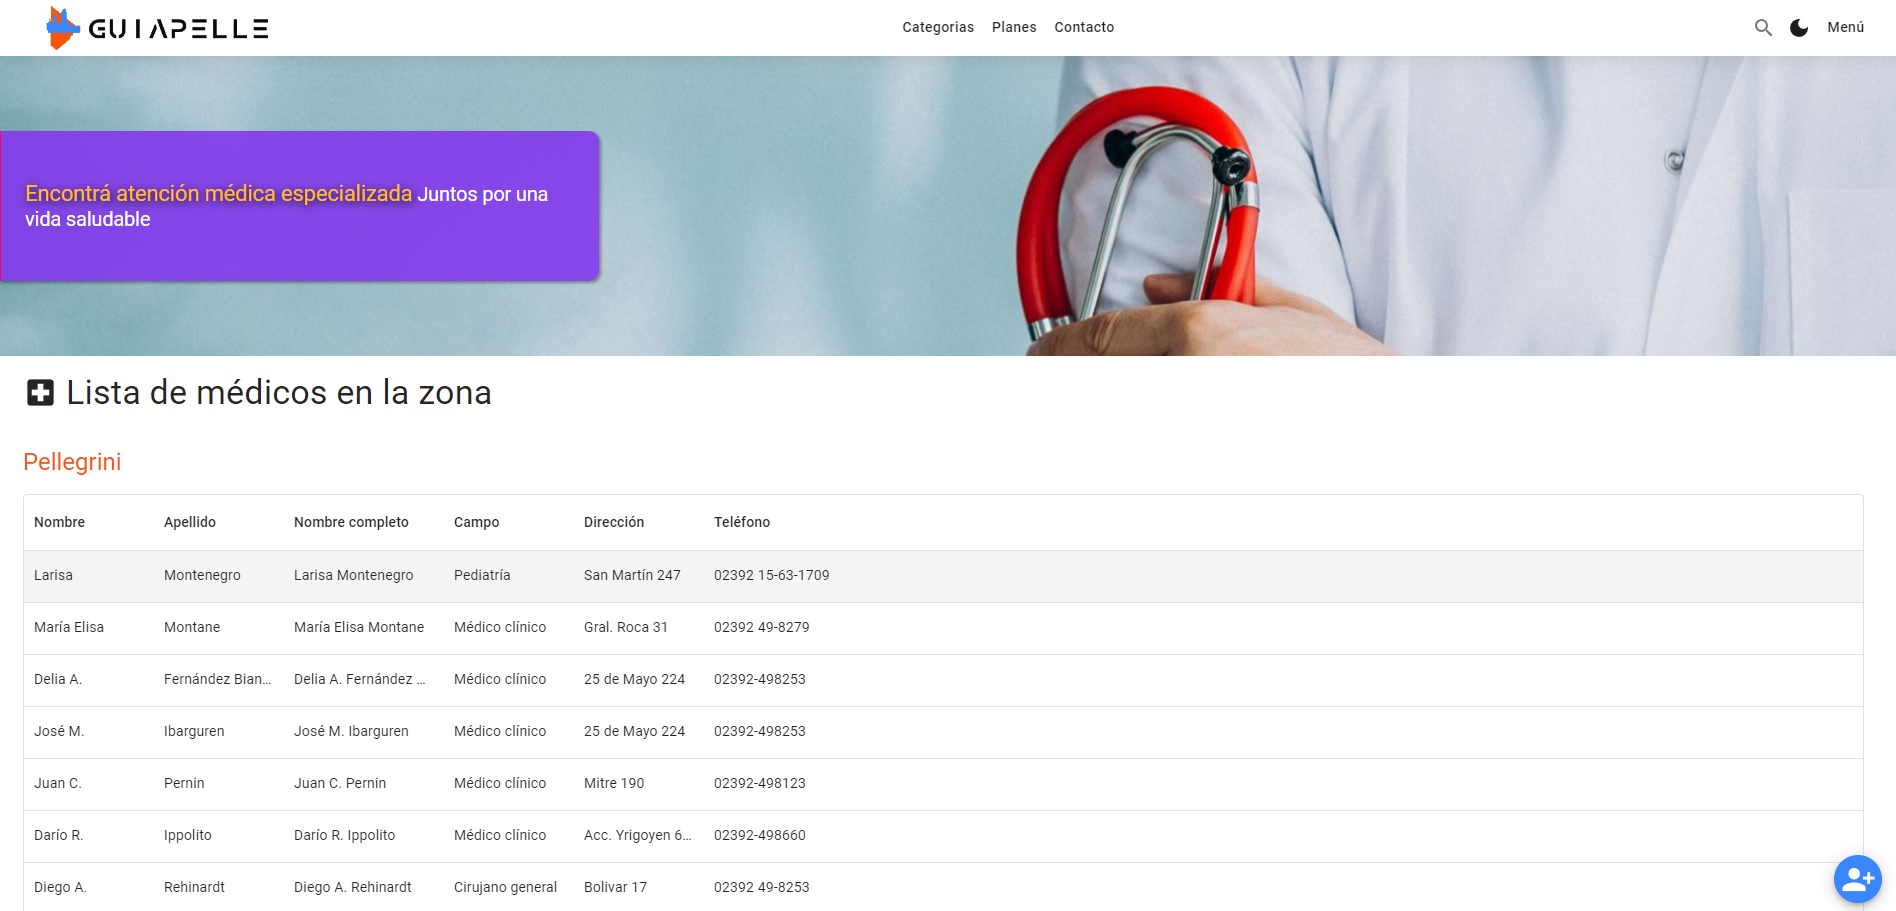 GUIAPELLE
Categorias Planes Contacto
Menú
Encontrá atención médica especializada Juntos por una
vida saludable
Lista de médicos en la zona
Pellegrini
Nombre Apellido Nombre completo Campo Dirección Teléfono
Larisa Montenegro Larisa Montenegro Pediatría San Martín 247 02392 15-63-1709
María Elisa Montane María Elisa Montane Médico clínico Gral. Roca 31 02392 49-8279
Delia A. Fernández Bian... Delia A. Fernández ... Médico clínico 25 de Mayo 224 02392-498253
José M. Ibarguren José M. Ibarguren Médico clínico 25 de Mayo 224 02392-498253
Juan C. Pernin Juan C. Pernin Médico clínico Mitre 190 02392-498123
Darío R. Ippolito Darío R. Ippolito Médico clínico Acc. Yrigoyen 6... 02392-498660
Diego A. Rehinardt Diego A. Rehinardt Cirujano general Bolivar 17 02392 49-8253